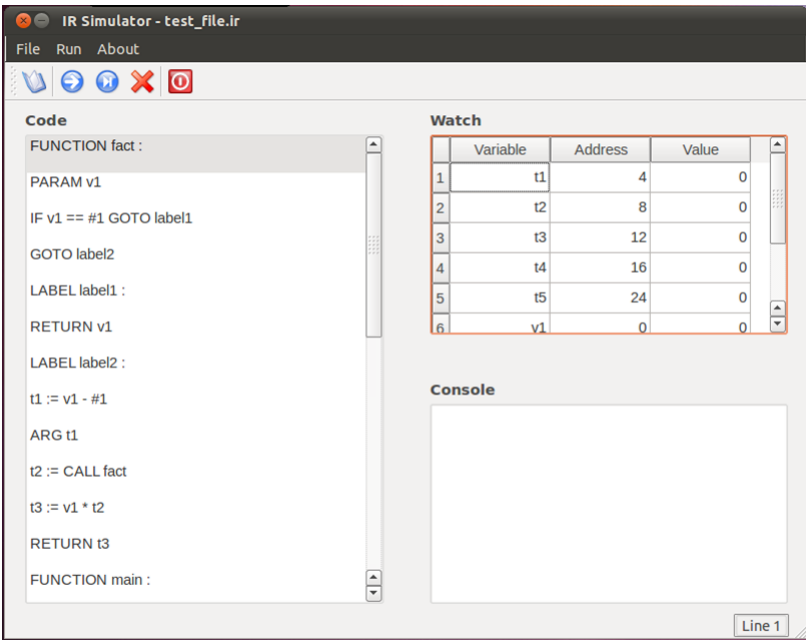 IR Simulator - test_file.ir
File Run About
Code
FUNCTION fact :
PARAM v1
IF v1 == #1 GOTO label1
GOTO label2
LABEL label1 :
RETURN v1
LABEL label2 :
t1 := v1 - #1
ARG t1
t2 := CALL fact
t3 := v1 * t2
RETURN t3
FUNCTION main :
Watch
Variable Address Value
1 t1 4 0
2 t2 8 0
3 t3 12 0
4 t4 16 0
5 t5 24 0
6 v1 0 0
Console
Line 1